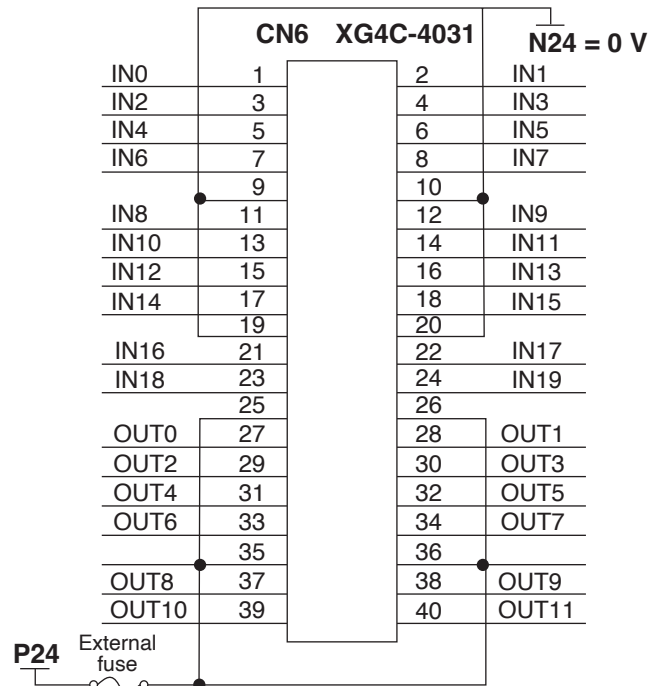 CN6 XG4C-4031
N24 = 0 V
IN0 1 2 IN1
IN2 3 4 IN3
IN4 5 6 IN5
IN6 7 8 IN7
9 10
IN8 11 12 IN9
IN10 13 14 IN11
IN12 15 16 IN13
IN14 17 18 IN15
19 20
IN16 21 22 IN17
IN18 23 24 IN19
25 26
OUT0 27 28 OUT1
OUT2 29 30 OUT3
OUT4 31 32 OUT5
OUT6 33 34 OUT7
35 36
OUT8 37 38 OUT9
OUT10 39 40 OUT11
P24
External
fuse